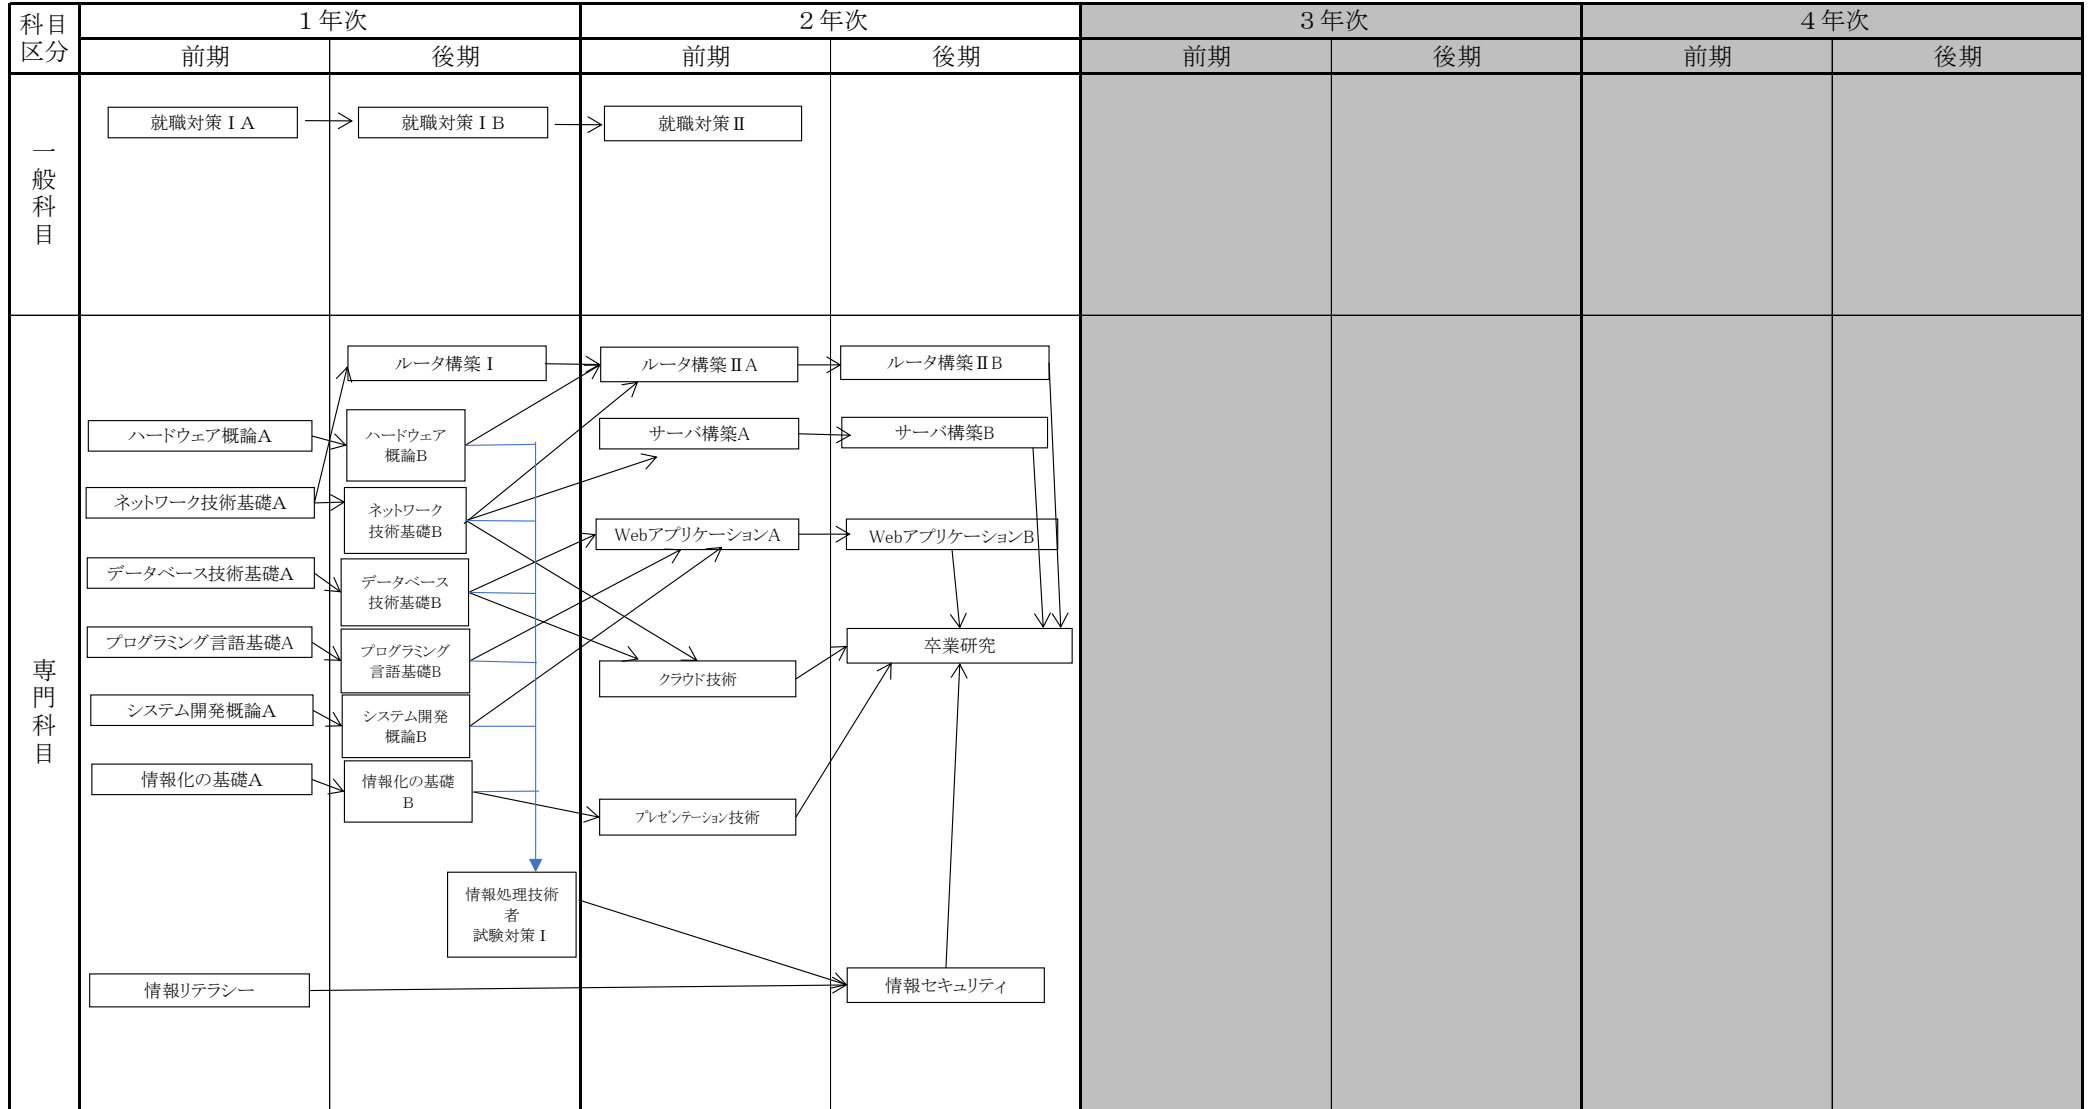 科目
区分
１年次
２年次
３年次
４年次
前期
後期
前期
後期
前期
後期
前期
後期
一般科目
就職対策ⅠA
就職対策ⅠB
就職対策Ⅱ
専門科目
ルータ構築Ⅰ
ルータ構築ⅡA
ルータ構築ⅡB
ハードウェア概論A
ハードウェア
概論B
サーバ構築A
サーバ構築B
ネットワーク技術基礎A
ネットワーク
技術基礎B
WebアプリケーションA
WebアプリケーションB
データベース技術基礎A
データベース
技術基礎B
プログラミング言語基礎A
プログラミング
言語基礎B
クラウド技術
卒業研究
システム開発概論A
システム開発
概論B
情報化の基礎A
情報化の基礎
B
プレゼンテーション技術
情報処理技術
者
試験対策Ⅰ
情報リテラシー
情報セキュリティ